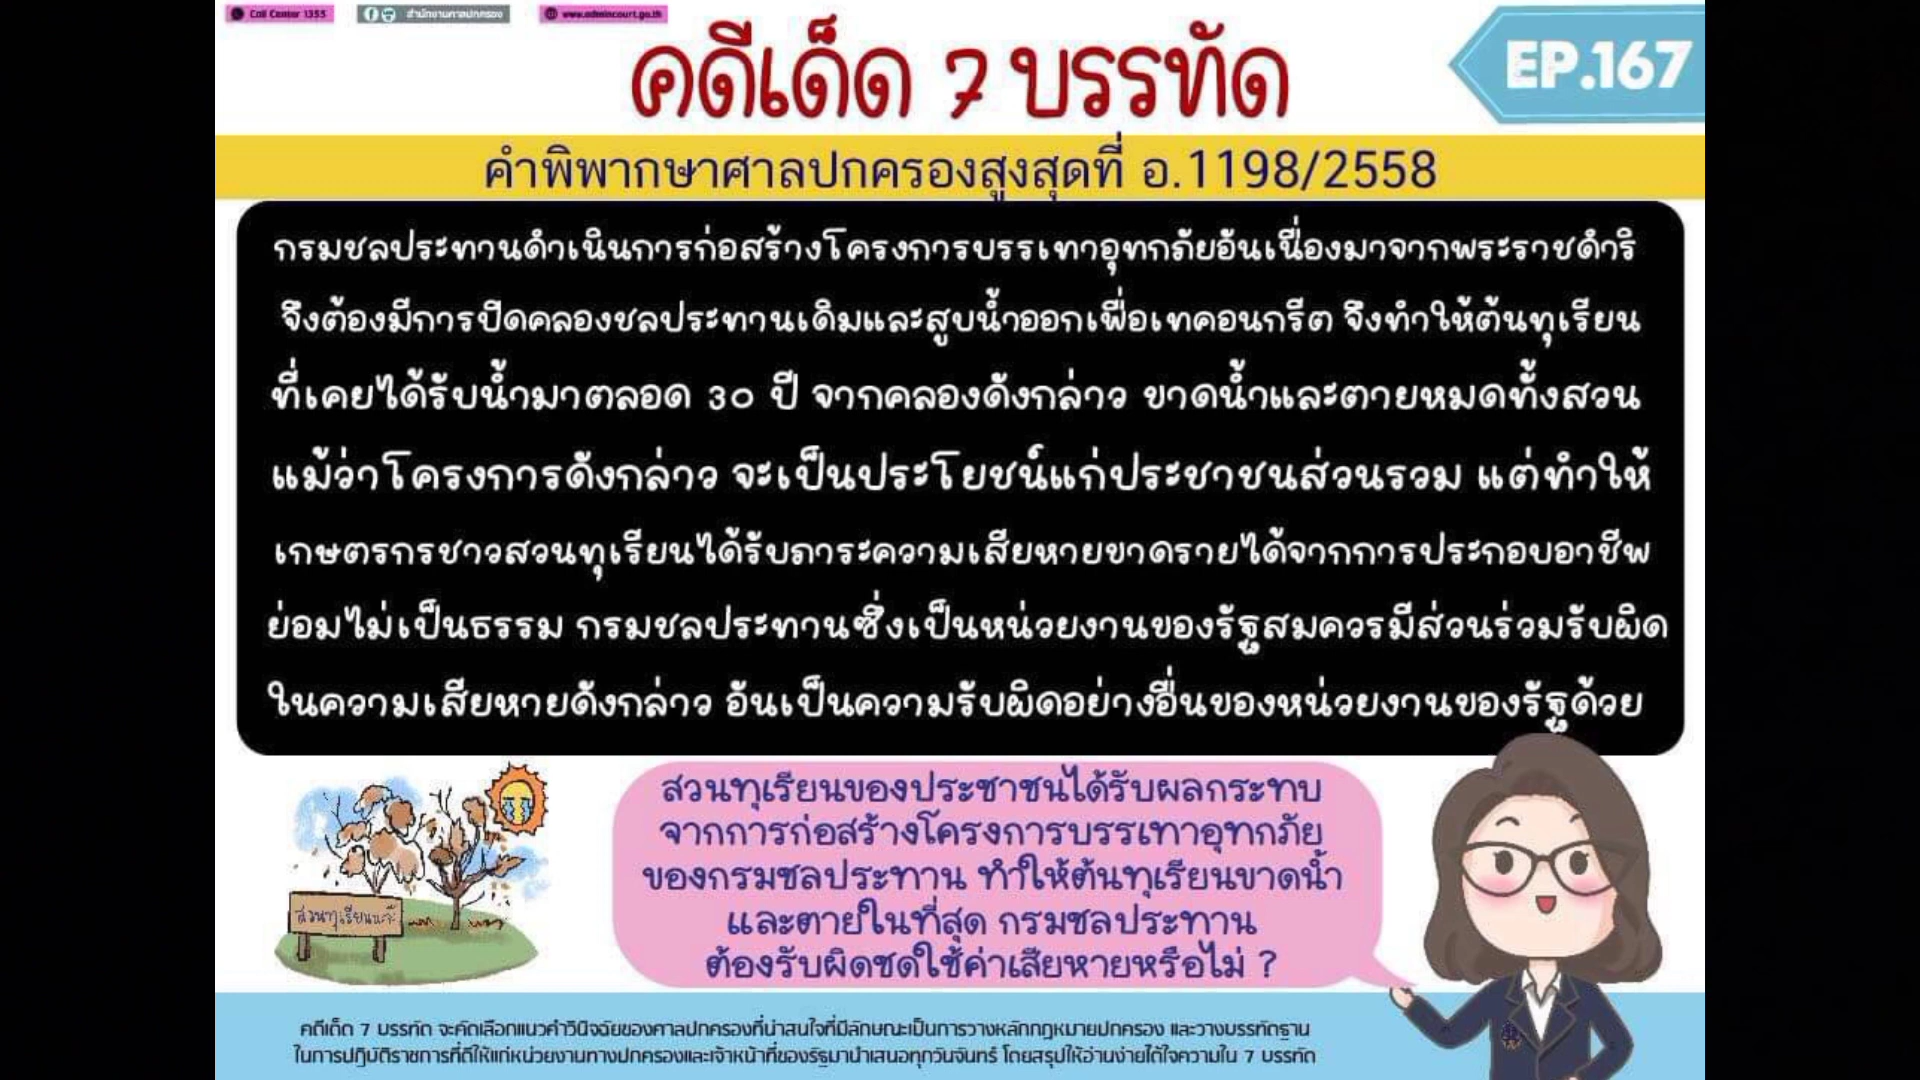 Call Center 1355
สำนักงานศาลปกครอง
www.admincourt.go.th
คดีเด็ด 7 บรรทัด
EP.167
คำพิพากษาศาลปกครองสูงสุดที่ อ.1198/2558
กรมชลประทานดำเนินการก่อสร้างโครงการบรรเทาอุทกภัยอันเนื่องมาจากพระราชดำริ
จึงต้องมีการปิดคลองชลประทานเดิมและสูบน้ำออกเพื่อเทคอนกรีต จึงทำให้ต้นทุเรียน
ที่เคยได้รับน้ำมาตลอด 30 ปี จากคลองดังกล่าว ขาดน้ำและตายหมดทั้งสวน
แม้ว่าโครงการดังกล่าว จะเป็นประโยชน์แก่ประชาชนส่วนรวม แต่ทำให้
เกษตรกรชาวสวนทุเรียนได้รับภาระความเสียหายขาดรายได้จากการประกอบอาชีพ
ย่อมไม่เป็นธรรม กรมชลประทานซึ่งเป็นหน่วยงานของรัฐสมควรมีส่วนร่วมรับผิด
ในความเสียหายดังกล่าว อันเป็นความรับผิดอย่างอื่นของหน่วยงานของรัฐด้วย
สวนทุเรียนของประชาชนได้รับผลกระทบ
จากการก่อสร้างโครงการบรรเทาอุทกภัย
ของกรมชลประทาน ทำให้ต้นทุเรียนขาดน้ำ
และตายในที่สุด กรมชลประทาน
ต้องรับผิดชดใช้ค่าเสียหายหรือไม่ ?
สวนทุเรียนนะจ๊ะ
คดีเด็ด 7 บรรทัด จะคัดเลือกแนวคำวินิจฉัยของศาลปกครองที่น่าสนใจที่มีลักษณะเป็นการวางหลักกฎหมายปกครอง และวางบรรทัดฐาน
ในการปฏิบัติราชการที่ดีให้แก่หน่วยงานทางปกครองและเจ้าหน้าที่ของรัฐมานำเสนอทุกวันจันทร์ โดยสรุปให้อ่านง่ายได้ใจความใน 7 บรรทัด